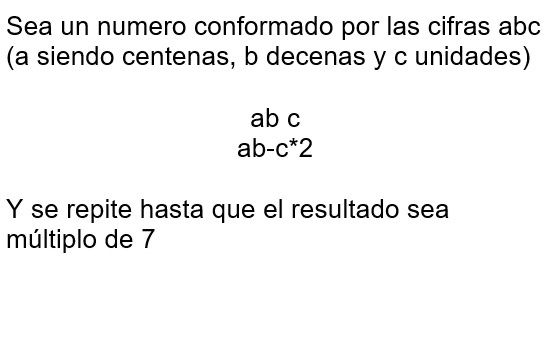 Sea un numero conformado por las cifras abc
(a siendo centenas, b decenas y c unidades)
ab c
ab-c*2
Y se repite hasta que el resultado sea
múltiplo de 7